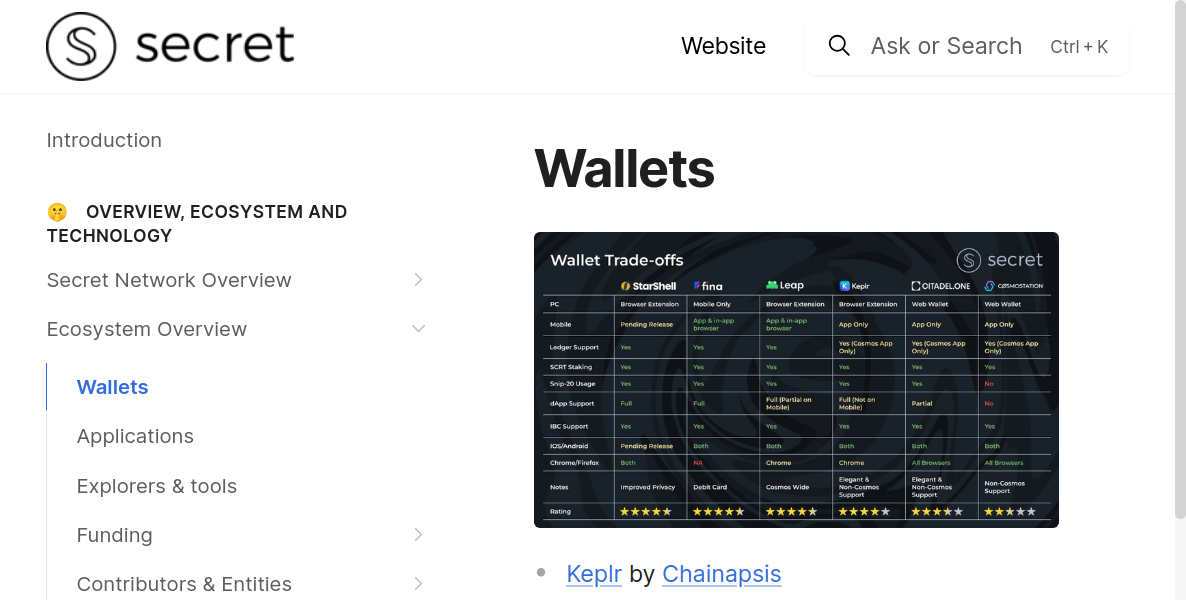 secret
Website
Ask or Search Ctrl + K
Introduction
🤫 OVERVIEW, ECOSYSTEM AND
TECHNOLOGY
Secret Network Overview
Ecosystem Overview
Wallets
Applications
Explorers & tools
Funding
Contributors & Entities
Wallets
Wallet Trade-offs
secret
StarShell fina Leap Keplr CITADEL.ONE COSMOSTATION
PC Browser Extension Mobile Only Browser Extension Browser Extension Web Wallet Web Wallet
Mobile Pending Release App & in-app browser App & in-app browser App Only App Only App Only
Ledger Support Yes Yes Yes Yes (Cosmos App Only) Yes (Cosmos App Only) Yes (Cosmos App Only)
SCRT Staking Yes Yes Yes Yes Yes Yes
Snip-20 Usage Yes Yes Yes Yes Yes No
dApp Support Full Full Full (Partial on Mobile) Full (Not on Mobile) Partial No
IBC Support Yes Yes Yes Yes Yes Yes
IOS/Android Pending Release Both Both Both Both Both
Chrome/Firefox Both NA Chrome Chrome All Browsers All Browsers
Notes Improved Privacy Debit Card Cosmos Wide Elegant & Non-Cosmos Support Elegant & Non-Cosmos Support Non-Cosmos Support
Rating
Keplr by Chainapsis